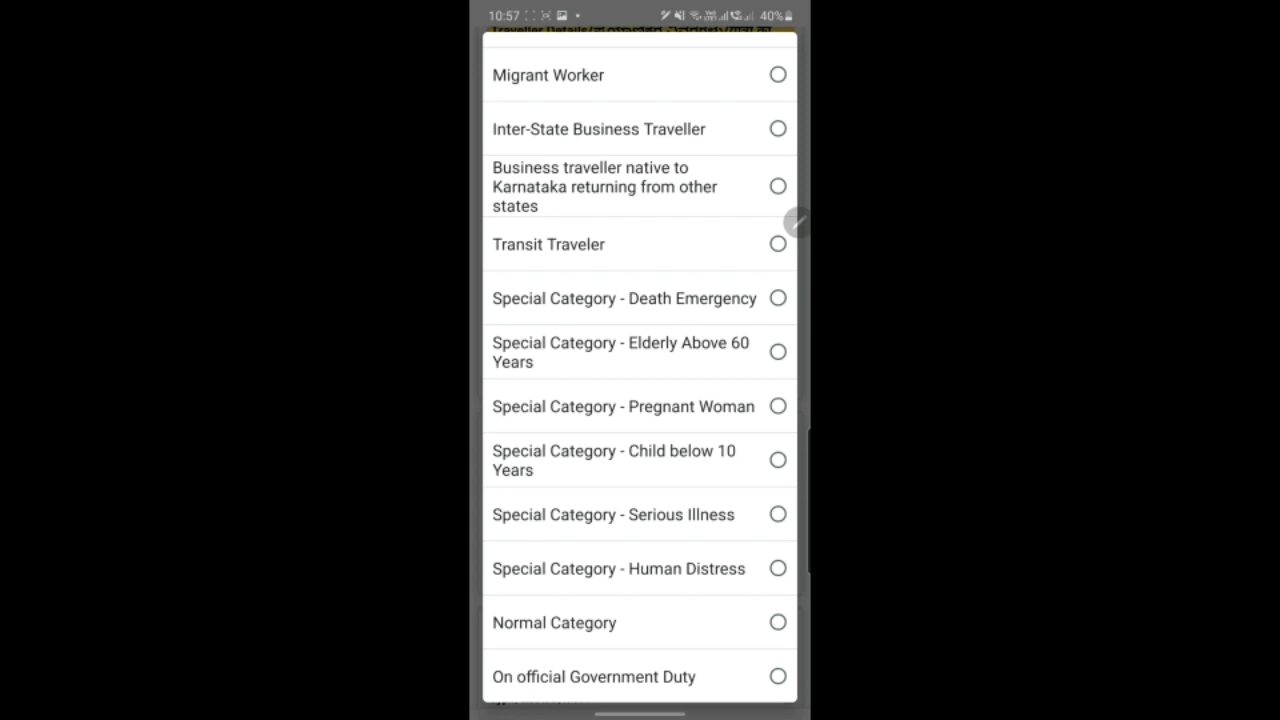 10:57
40%
Traveller Details/
Migrant Worker
Inter-State Business Traveller
Business traveller native to
Karnataka returning from other
states
Transit Traveler
Special Category - Death Emergency
Special Category - Elderly Above 60
Years
Special Category - Pregnant Woman
Special Category - Child below 10
Years
Special Category - Serious Illness
Special Category - Human Distress
Normal Category
On official Government Duty